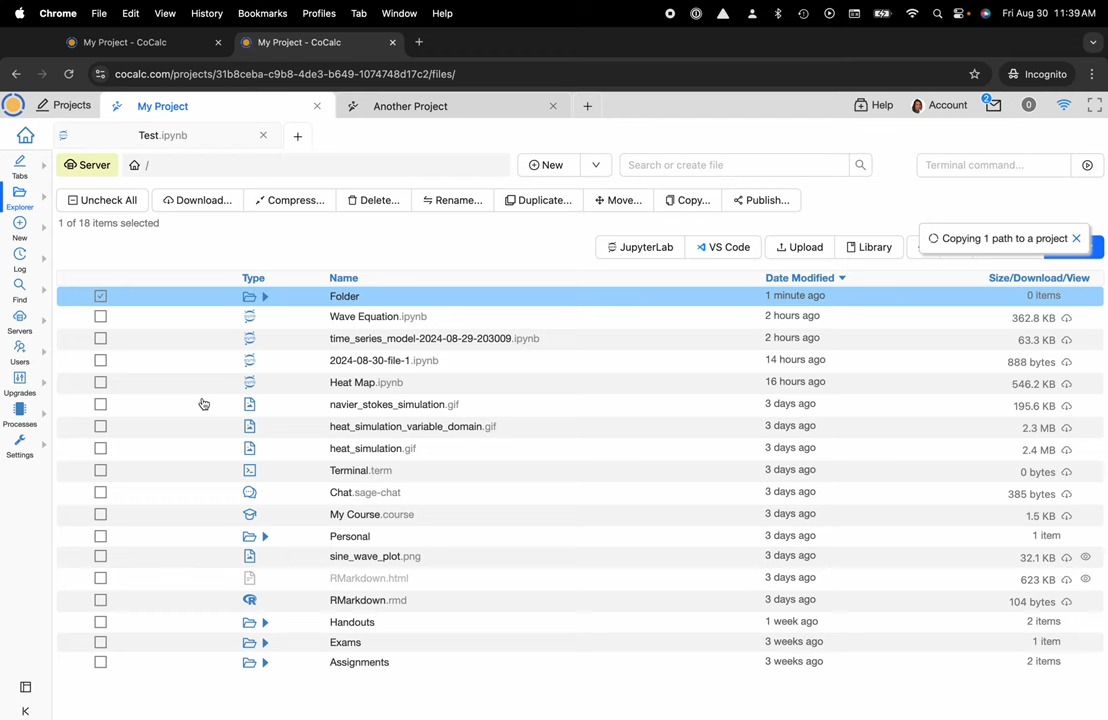 Chrome File Edit View History Bookmarks Profiles Tab Window Help Fri Aug 30 11:39 AM
My Project - CoCalc My Project - CoCalc
cocalc.com/projects/31b8ceba-c9b8-4de3-b649-1074748d17c2/files/ Incognito
Projects My Project Another Project Help Account 2 0
Test.ipynb
Server / New Search or create file Terminal command...
Tabs
Uncheck All Download... Compress... Delete... Rename... Duplicate... Move... Copy... Publish...
Explorer
1 of 18 items selected
New
Copying 1 path to a project
JupyterLab VS Code Upload Library
Log
Type Name Date Modified Size/Download/View
Folder 1 minute ago 0 items
Find
Wave Equation.ipynb 2 hours ago 362.8 KB
Servers
time_series_model-2024-08-29-203009.ipynb 2 hours ago 63.3 KB
Users
2024-08-30-file-1.ipynb 14 hours ago 888 bytes
Heat Map.ipynb 16 hours ago 546.2 KB
Upgrades
navier_stokes_simulation.gif 3 days ago 195.6 KB
Processes
heat_simulation_variable_domain.gif 3 days ago 2.3 MB
heat_simulation.gif 3 days ago 2.4 MB
Settings
Terminal.term 3 days ago 0 bytes
Chat.sage-chat 3 days ago 385 bytes
My Course.course 3 days ago 1.5 KB
Personal 3 days ago 1 item
sine_wave_plot.png 3 days ago 32.1 KB
RMarkdown.html 3 days ago 623 KB
RMarkdown.rmd 3 days ago 104 bytes
Handouts 1 week ago 2 items
Exams 3 weeks ago 1 item
Assignments 3 weeks ago 2 items